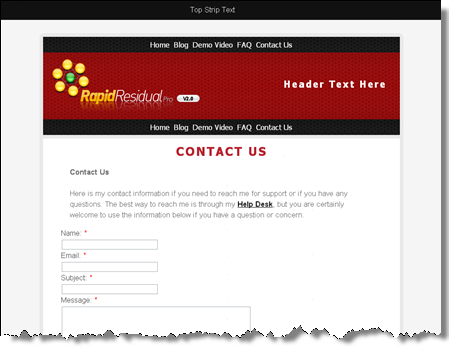 Top Strip Text
Home Blog Demo Video FAQ Contact Us
RapidResidual Pro V2.0
Header Text Here
Home Blog Demo Video FAQ Contact Us
CONTACT US
Contact Us
Here is my contact information if you need to reach me for support or if you have any
questions. The best way to reach me is through my Help Desk, but you are certainly
welcome to use the information below if you have a question or concern.
Name: *
Email: *
Subject: *
Message: *